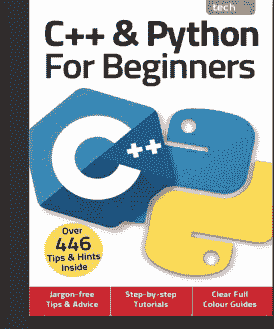 tech
C++ & Python
For Beginners
C++
Over
446
Tips & Hints
Inside
Jargon-free
Tips & Advice
Step-by-step
Tutorials
Clear Full
Colour Guides